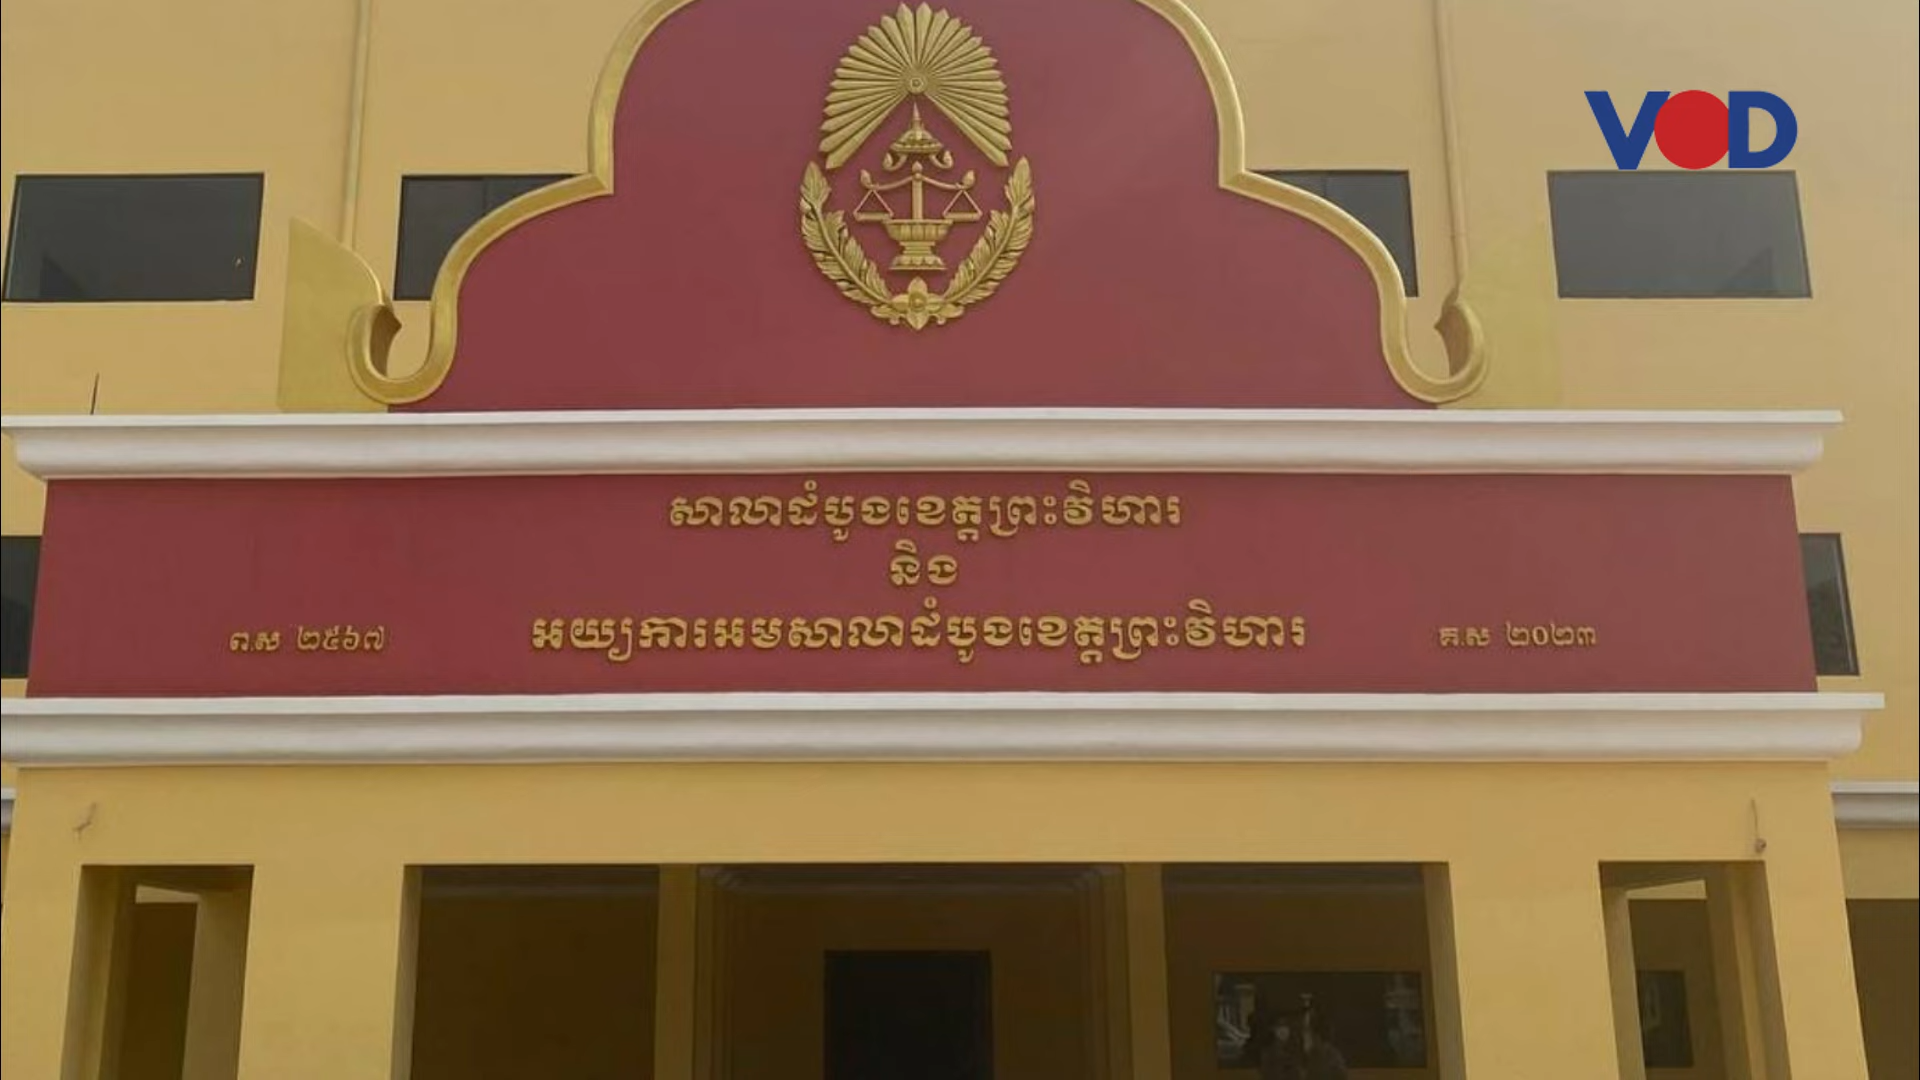 VOD
សាលាដំបូងខេត្តព្រះវិហារ
និង
អយ្យការអមសាលាដំបូងខេត្តព្រះវិហារ
ព.ស ២៥៦៧
គ.ស ២០២៣